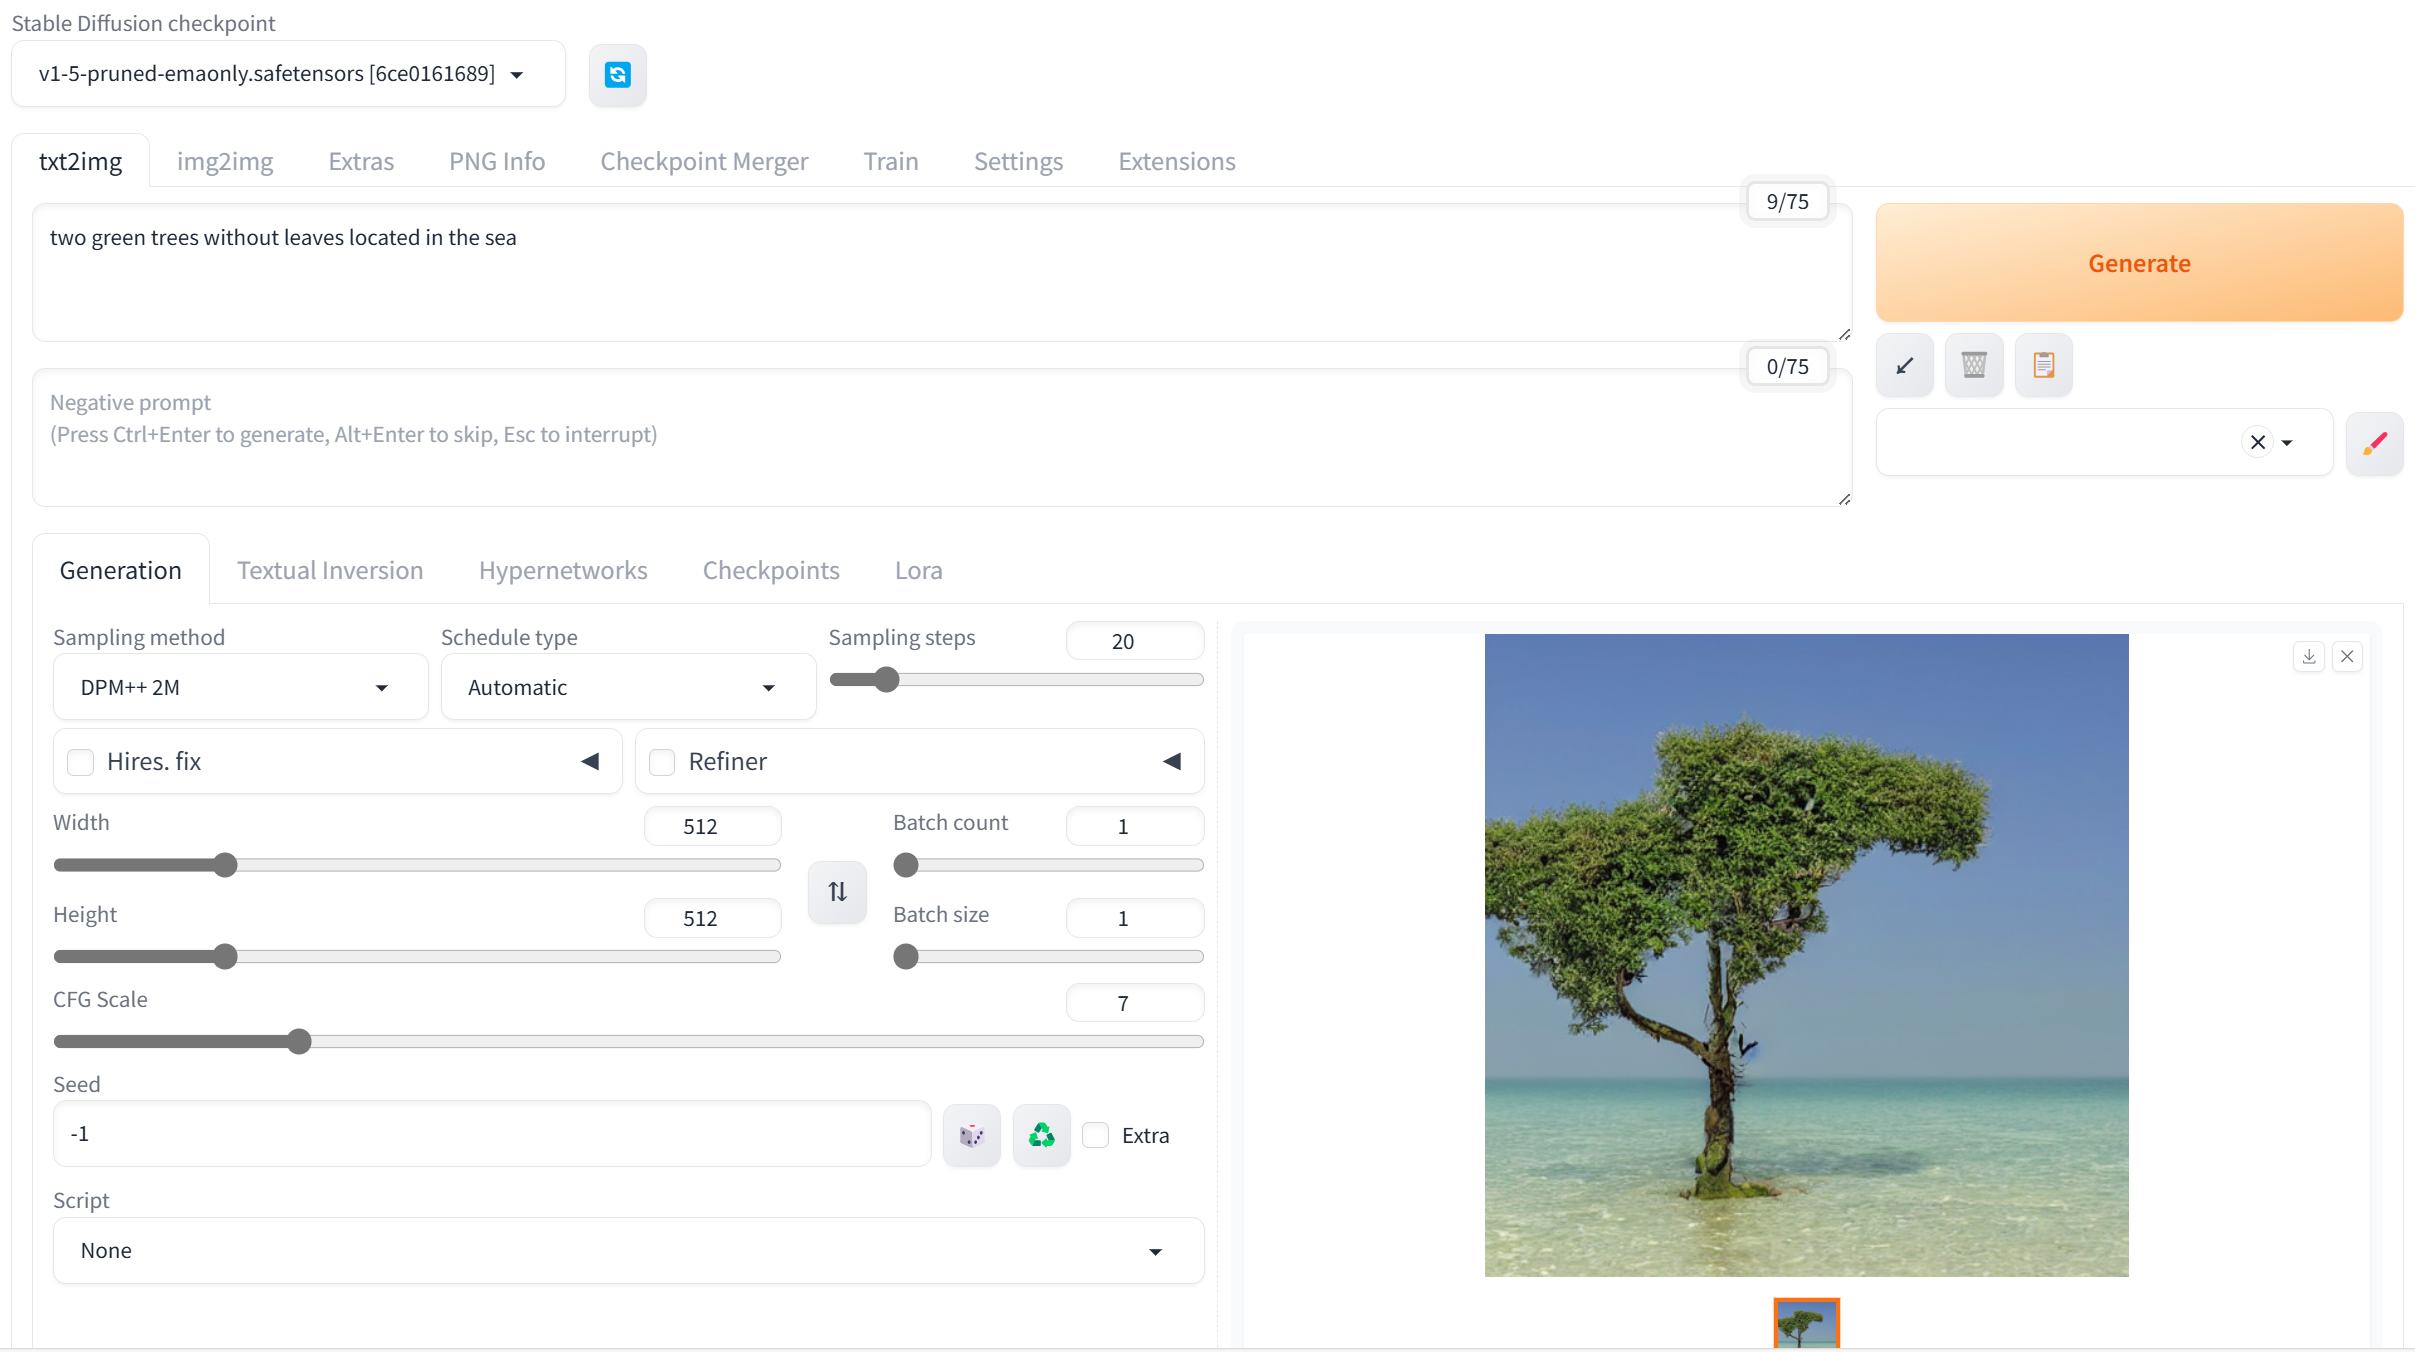 Stable Diffusion checkpoint
v1-5-pruned-emaonly.safetensors [6ce0161689]
txt2img img2img Extras PNG Info Checkpoint Merger Train Settings Extensions
9/75
two green trees without leaves located in the sea
Generate
0/75
Negative prompt
(Press Ctrl+Enter to generate, Alt+Enter to skip, Esc to interrupt)
Generation Textual Inversion Hypernetworks Checkpoints Lora
Sampling method Schedule type Sampling steps 20
DPM++ 2M Automatic
Hires. fix Refiner
Width 512 Batch count 1
Height 512 Batch size 1
CFG Scale 7
Seed
-1 Extra
Script
None